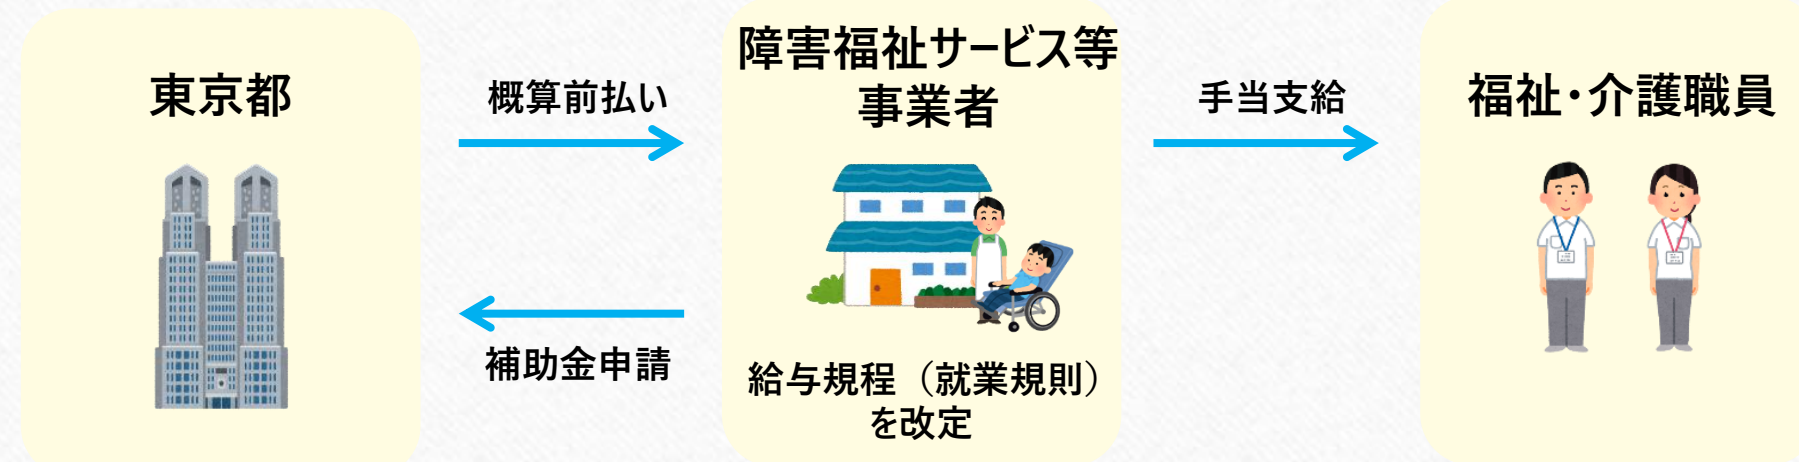 東京都
概算前払い
補助金申請
障害福祉サービス等
事業者
給与規程（就業規則）
を改定
手当支給
福祉・介護職員